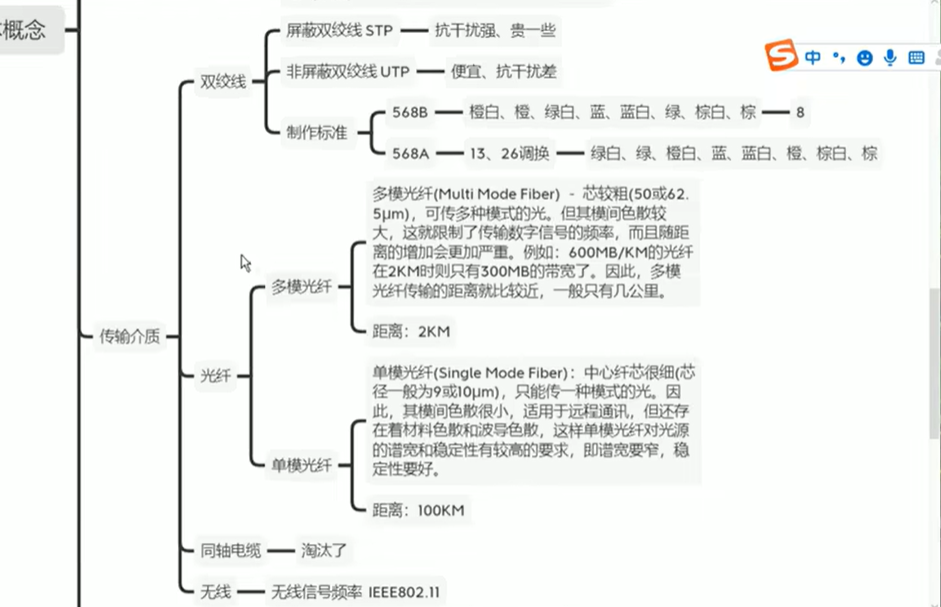 概念
屏蔽双绞线 STP
抗干扰强、贵一些
双绞线
非屏蔽双绞线 UTP
便宜、抗干扰差
制作标准
568B
橙白、橙、绿白、蓝、蓝白、绿、棕白、棕
8
568A
13、26调换
绿白、绿、橙白、蓝、蓝白、橙、棕白、棕
中
传输介质
光纤
多模光纤
多模光纤(Multi Mode Fiber) - 芯较粗(50或62.
5μm)，可传多种模式的光。但其模间色散较
大，这就限制了传输数字信号的频率，而且随距
离的增加会更加严重。例如：600MB/KM的光纤
在2KM时则只有300MB的带宽了。因此，多模
光纤传输的距离就比较近，一般只有几公里。
距离：2KM
单模光纤
单模光纤(Single Mode Fiber)：中心纤芯很细(芯
径一般为9或10μm)，只能传一种模式的光。因
此，其模间色散很小，适用于远程通讯，但还存
在着材料色散和波导色散，这样单模光纤对光源
的谱宽和稳定性有较高的要求，即谱宽要窄，稳
定性要好。
距离：100KM
同轴电缆
淘汰了
无线
无线信号频率 IEEE802.11